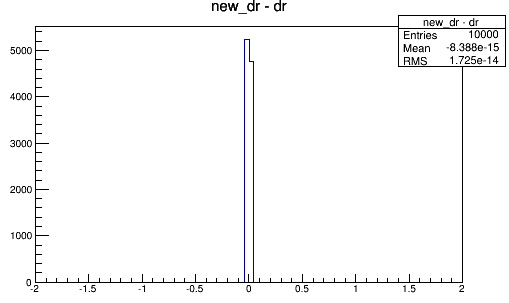 new_dr - dr
new_dr - dr
Entries 10000
Mean -8.388e-15
RMS 1.725e-14
5000
4000
3000
2000
1000
0
-2 -1.5 -1 -0.5 0 0.5 1 1.5 2